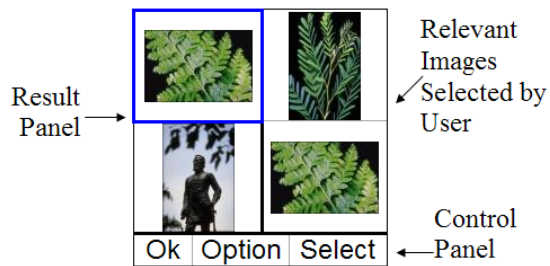 Result
Panel
Relevant
Images
Selected by
User
Control
Panel
Ok Option Select